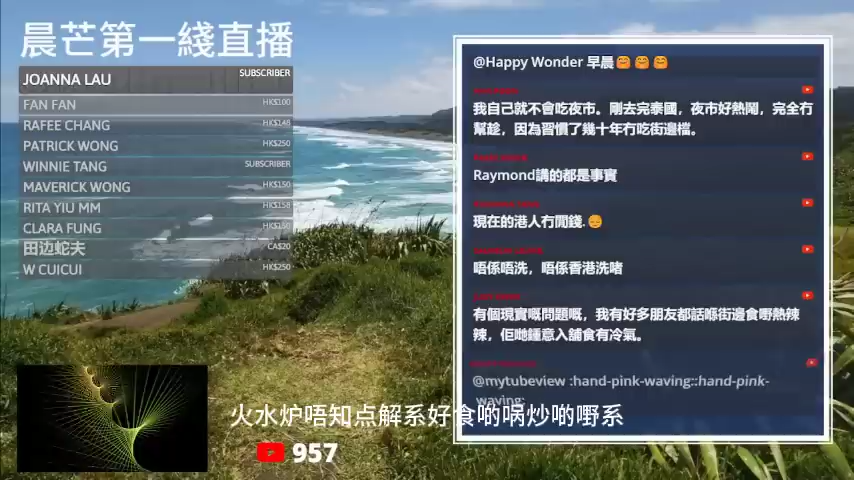 晨芒第一綫直播
JOANNA LAU SUBSCRIBER
FAN FAN HK$100
RAFEE CHANG HK$146
PATRICK WONG HK$250
WINNIE TANG SUBSCRIBER
MAVERICK WONG HK$150
RITA YIU MM HK$158
CLARA FUNG
田边蛇夫 CA$20
W CUICUI HK$250
@Happy Wonder 早晨🤗🤗🤗
我自己就不會吃夜市。剛去完泰國，夜市好熱鬧，完全冇
幫趁，因為習慣了幾十年冇吃街邊檔。
Raymond講的都是事實
現在的港人冇閒錢.😔
唔係唔洗，唔係香港洗啫
有個現實嘅問題嘅，我有好多朋友都話喺街邊食嘢熱辣
辣，佢哋鍾意入舖食有冷氣。
@mytubeview :hand-pink-waving::hand-pink-
waving:
火水炉唔知点解系好食啲啲喎炒啲嘢系
957